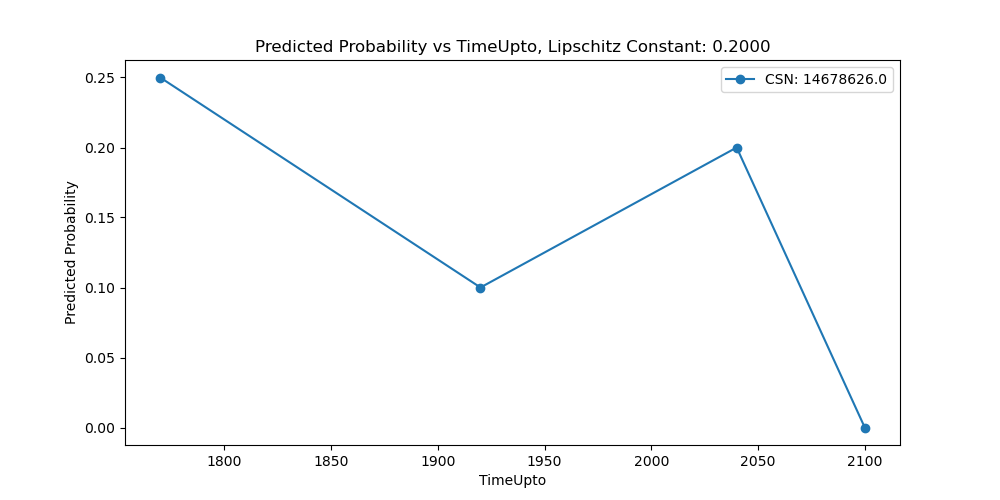 Predicted Probability vs TimeUpto, Lipschitz Constant: 0.2000
CSN: 14678626.0
Predicted Probability
0.25
0.20
0.15
0.10
0.05
0.00
1800 1850 1900 1950 2000 2050 2100
TimeUpto